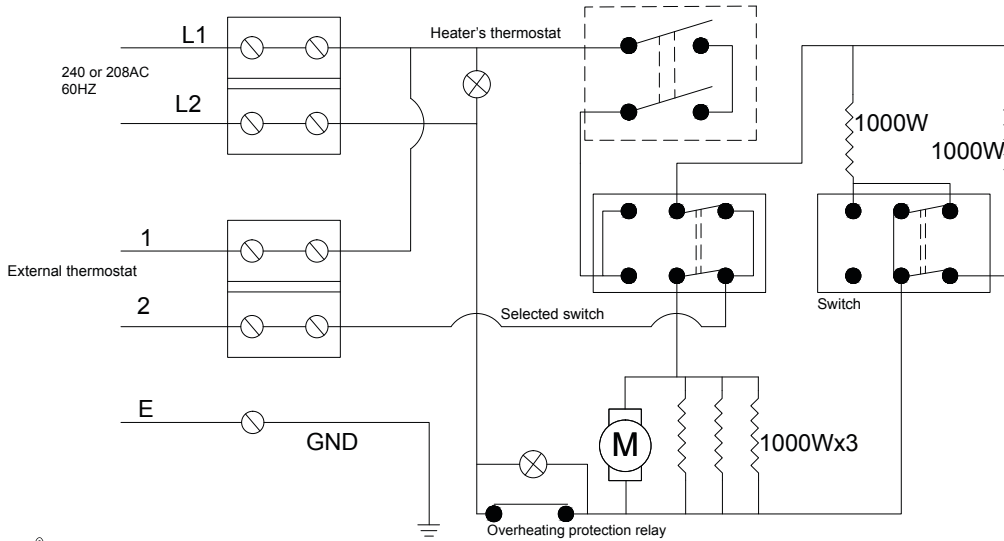 L1
Heater's thermostat
240 or 208AC
60HZ
L2
1000W
1000W
1
External thermostat
2
Selected switch
Switch
E
GND
M
1000Wx3
Overheating protection relay